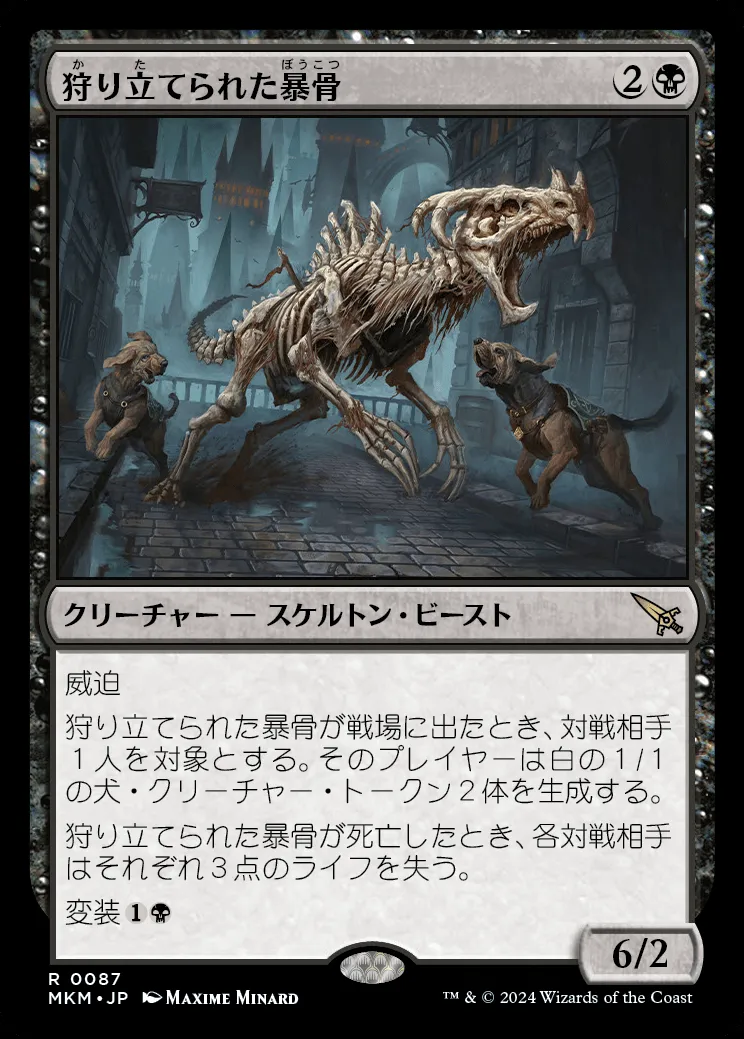 狩り立てられた暴骨
2
クリーチャー — スケルトン・ビースト
威迫
狩り立てられた暴骨が戦場に出たとき、対戦相手
１人を対象とする。そのプレイヤーは白の１/１
の犬・クリーチャー・トークン２体を生成する。
狩り立てられた暴骨が死亡したとき、各対戦相手
はそれぞれ３点のライフを失う。
変装 1
6/2
R 0087
MKM • JP Maxime Minard
™ & © 2024 Wizards of the Coast